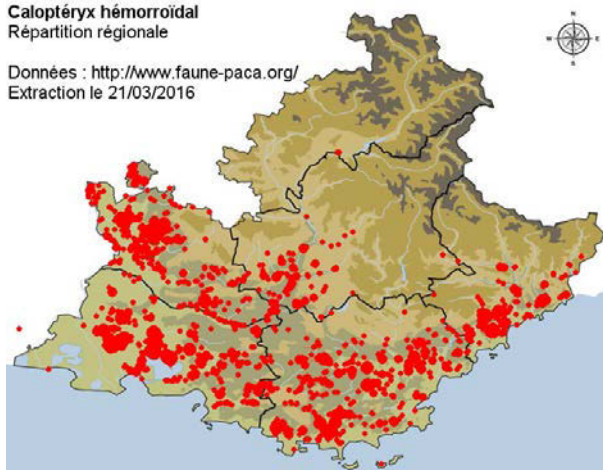 Caloptéryx hémorroïdal
Répartition régionale
Données : http://www.faune-paca.org/
Extraction le 21/03/2016
N
W E
S